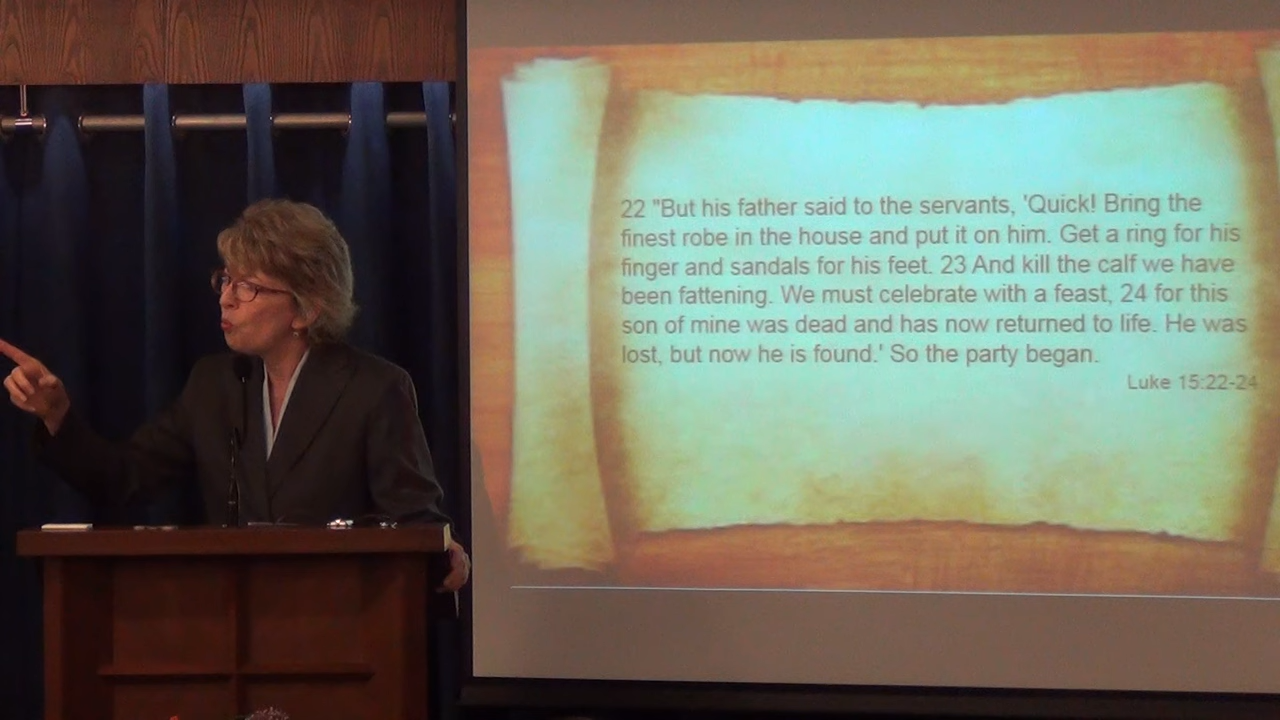 22 "But his father said to the servants, 'Quick! Bring the
finest robe in the house and put it on him. Get a ring for his
finger and sandals for his feet. 23 And kill the calf we have
been fattening. We must celebrate with a feast, 24 for this
son of mine was dead and has now returned to life. He was
lost, but now he is found.' So the party began.
Luke 15:22-24